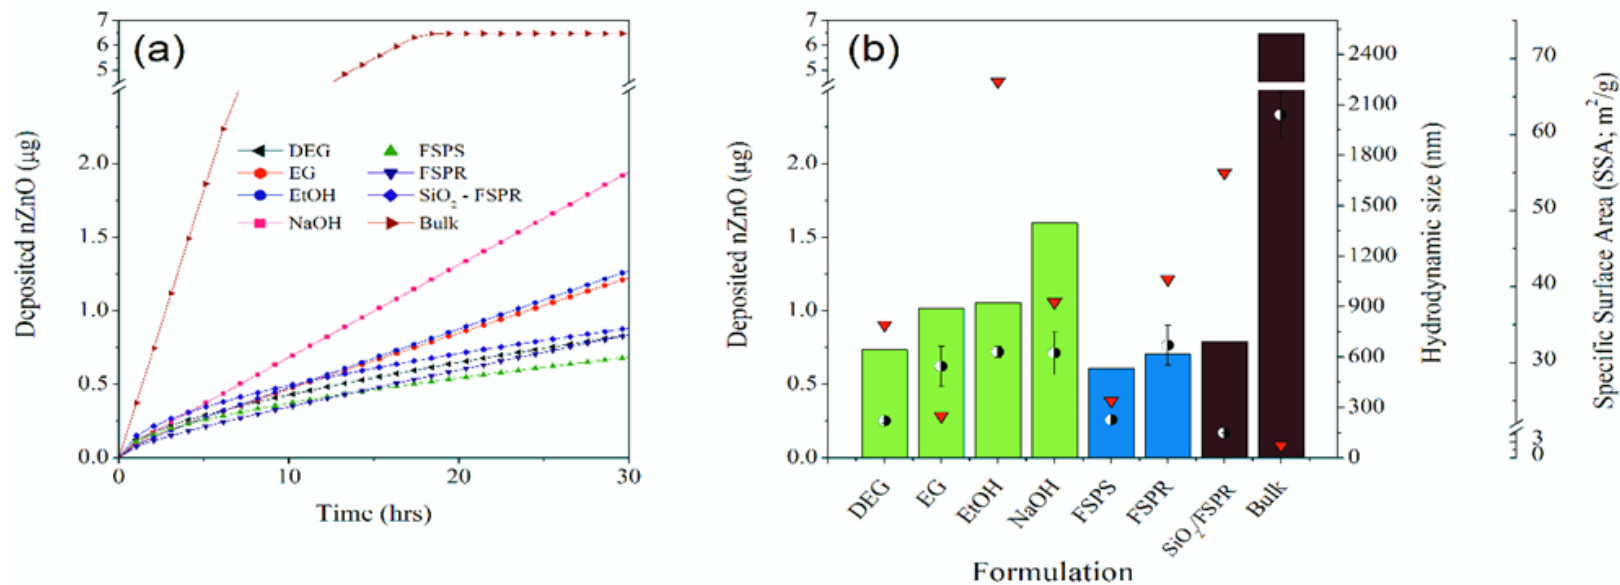 (a)
Deposited nZnO (μg)
7
6
5
2.0
1.5
1.0
0.5
0.0
DEG
EG
EtOH
NaOH
FSPS
FSPR
SiO₂ - FSPR
Bulk
0
10
20
30
Time (hrs)
(b)
Deposited nZnO (μg)
7
6
5
2.0
1.5
1.0
0.5
0.0
2400
2100
1800
1500
1200
900
600
300
0
Hydrodynamic size (nm)
70
60
50
40
30
3
0
Specific Surface Area (SSA; m²/g)
DEG
EG
EtOH
NaOH
FSPS
FSPR
SiO₂/FSPR
Bulk
Formulation